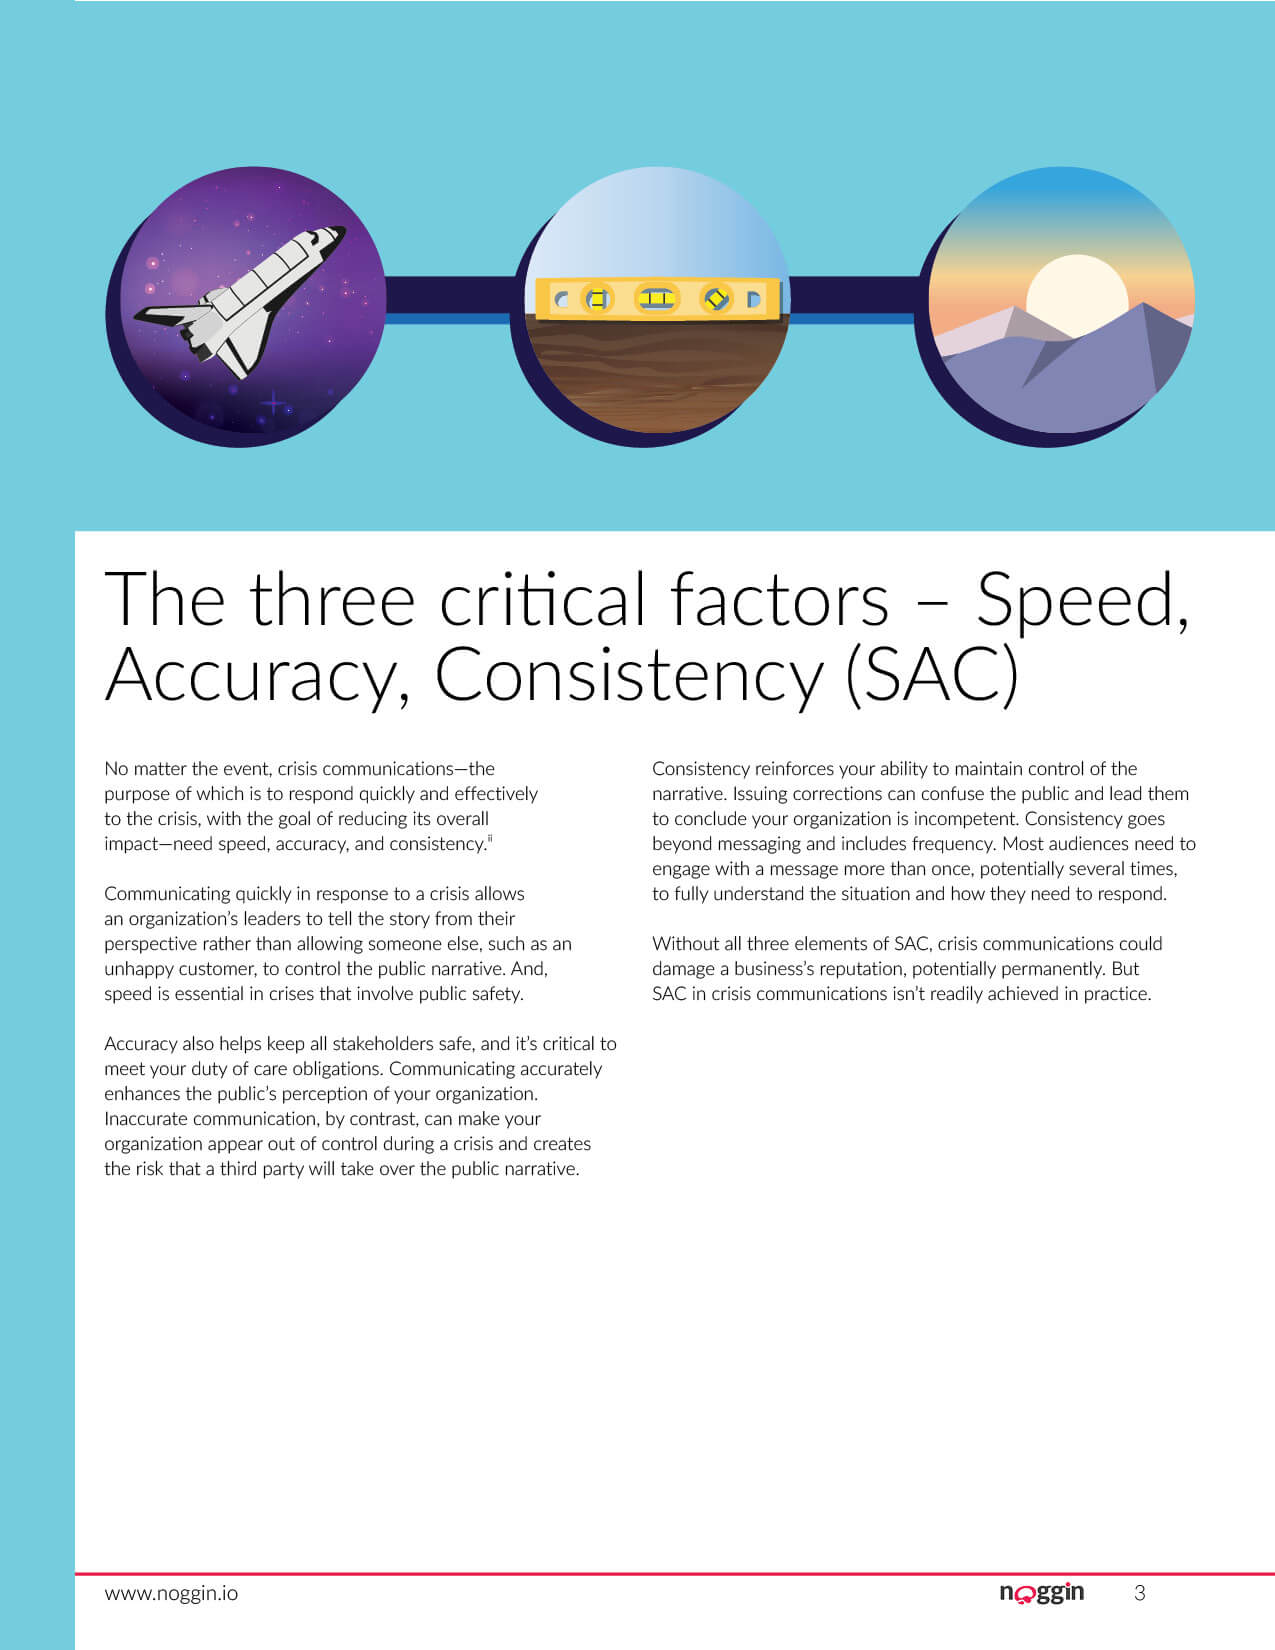 The three critical factors – Speed,
Accuracy, Consistency (SAC)
No matter the event, crisis communications—the
purpose of which is to respond quickly and effectively
to the crisis, with the goal of reducing its overall
impact—need speed, accuracy, and consistency.ii
Communicating quickly in response to a crisis allows
an organization’s leaders to tell the story from their
perspective rather than allowing someone else, such as an
unhappy customer, to control the public narrative. And,
speed is essential in crises that involve public safety.
Accuracy also helps keep all stakeholders safe, and it’s critical to
meet your duty of care obligations. Communicating accurately
enhances the public’s perception of your organization.
Inaccurate communication, by contrast, can make your
organization appear out of control during a crisis and creates
the risk that a third party will take over the public narrative.
Consistency reinforces your ability to maintain control of the
narrative. Issuing corrections can confuse the public and lead them
to conclude your organization is incompetent. Consistency goes
beyond messaging and includes frequency. Most audiences need to
engage with a message more than once, potentially several times,
to fully understand the situation and how they need to respond.
Without all three elements of SAC, crisis communications could
damage a business’s reputation, potentially permanently. But
SAC in crisis communications isn’t readily achieved in practice.
www.noggin.io
noggin
3